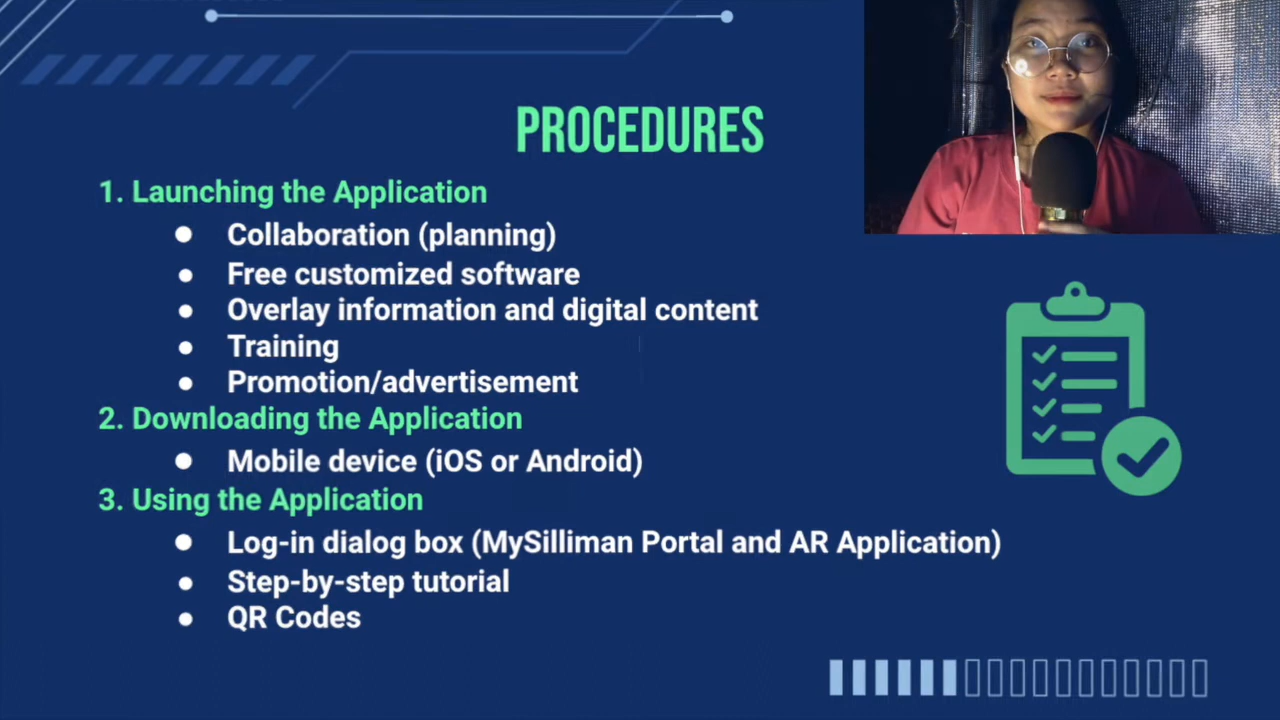 PROCEDURES
1. Launching the Application
● Collaboration (planning)
● Free customized software
● Overlay information and digital content
● Training
● Promotion/advertisement
2. Downloading the Application
● Mobile device (iOS or Android)
3. Using the Application
● Log-in dialog box (MySilliman Portal and AR Application)
● Step-by-step tutorial
● QR Codes